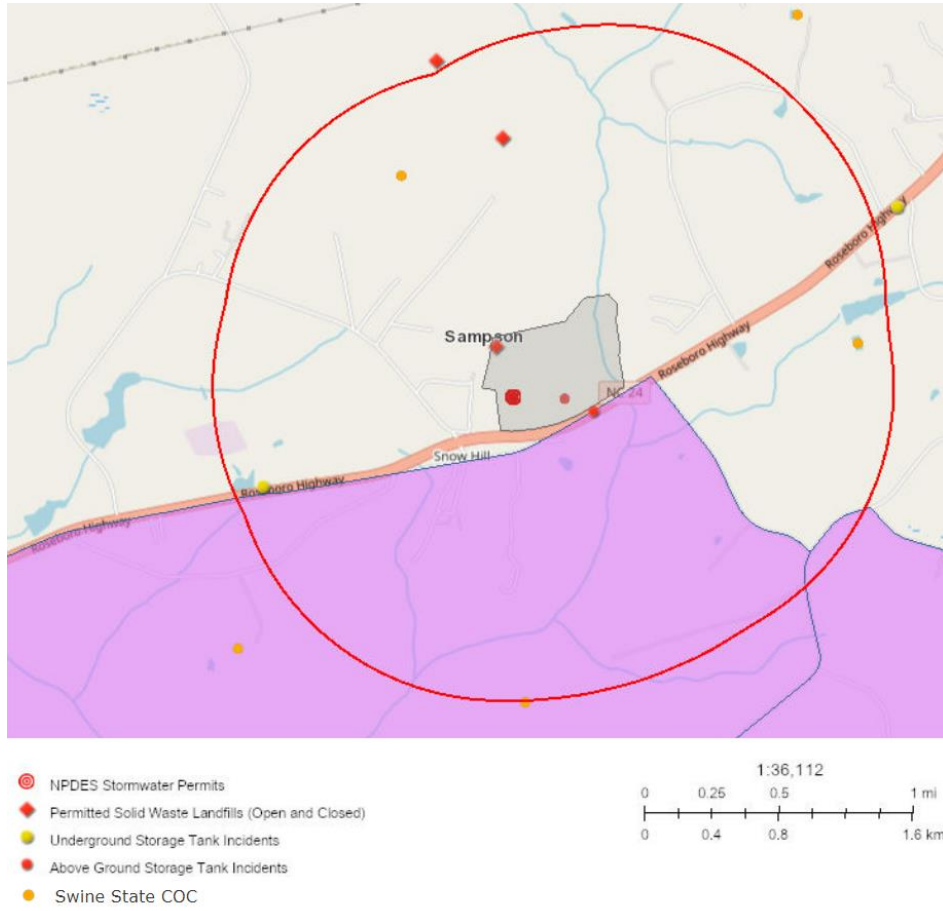 Roseboro Highway
Sampson
Roseboro Highway
NC 24
Snow Hill
Roseboro Highway
Roseboro Highway
NPDES Stormwater Permits
Permitted Solid Waste Landfills (Open and Closed)
Underground Storage Tank Incidents
Above Ground Storage Tank Incidents
Swine State COC
1:36,112
0 0.25 0.5 1 mi
0 0.4 0.8 1.6 km